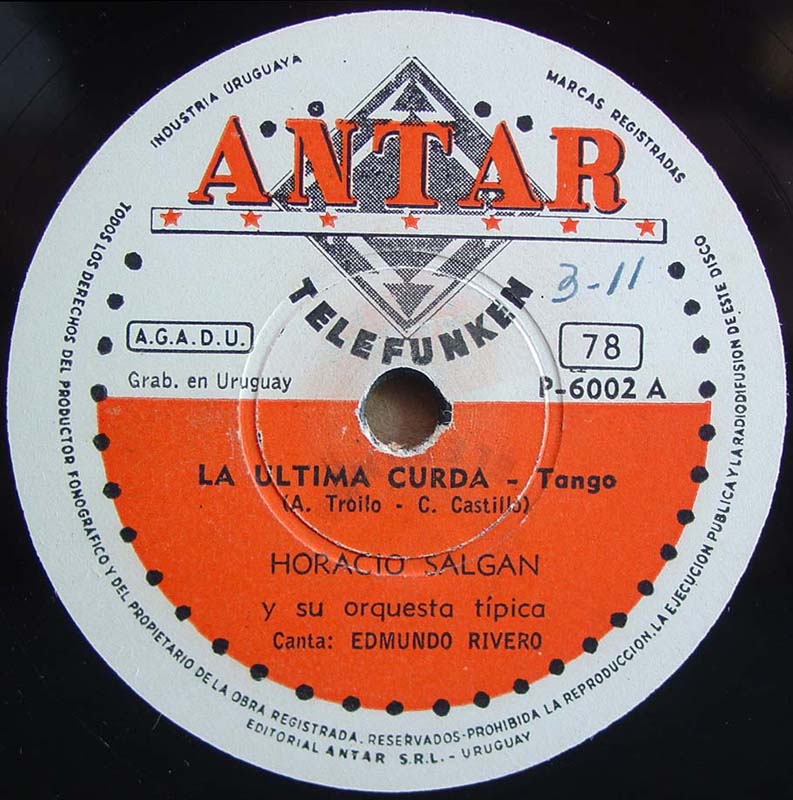 INDUSTRIA URUGUAYA
MARCAS REGISTRADAS
ANTAR
TELEFUNKEN
3-11
A.G.A.D.U.
78
Grab. en Uruguay
P-6002 A
LA ULTIMA CURDA - Tango
(A. Troilo - C. Castillo)
HORACIO SALGAN
y su orquesta típica
Canta: EDMUNDO RIVERO
TODOS LOS DERECHOS DEL PRODUCTOR FONOGRAFICO Y DEL PROPIETARIO DE LA OBRA REGISTRADA. RESERVADOS-PROHIBIDA LA REPRODUCCION. LA EJECUCION PUBLICA Y LA RADIODIFUSION DE ESTE DISCO
EDITORIAL ANTAR S.R.L. - URUGUAY